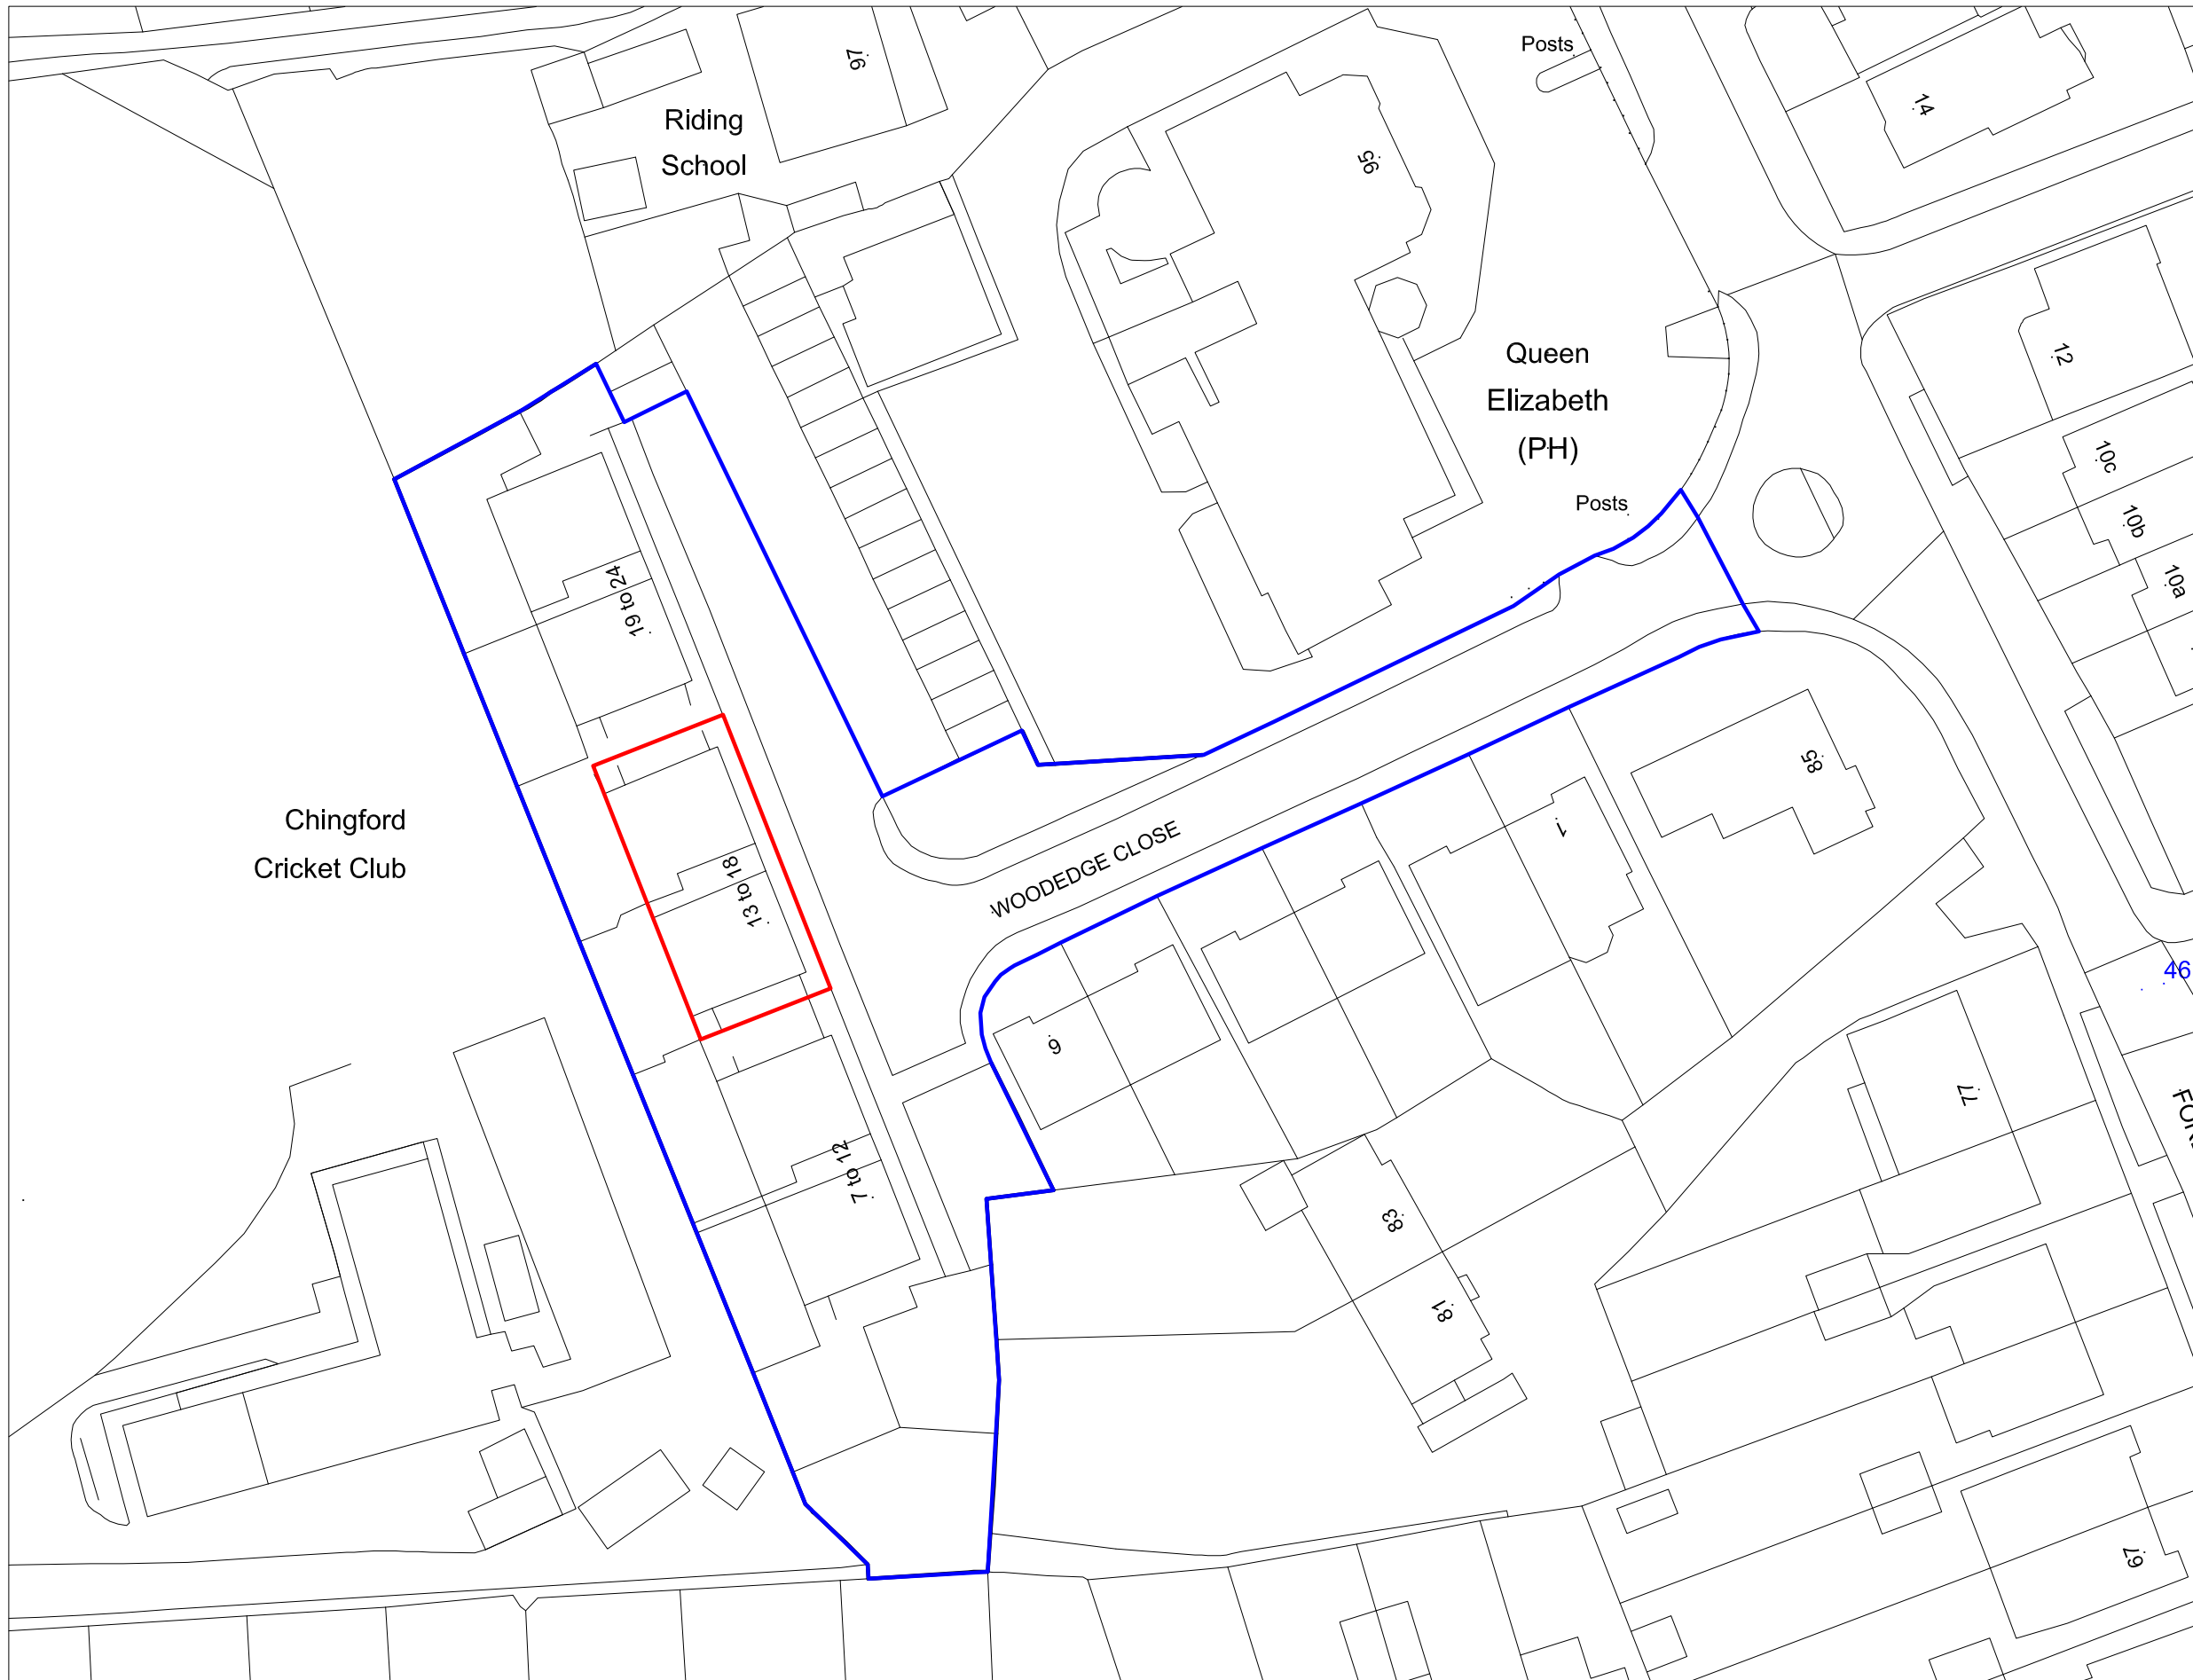 97
Posts
14
Riding
School
95
Queen
Elizabeth
(PH)
12
10c
Posts
10b
10a
19 to 24
85
1
Chingford
Cricket Club
13 to 18
WOODEDGE CLOSE
46
6
77
7 to 12
83
81
67